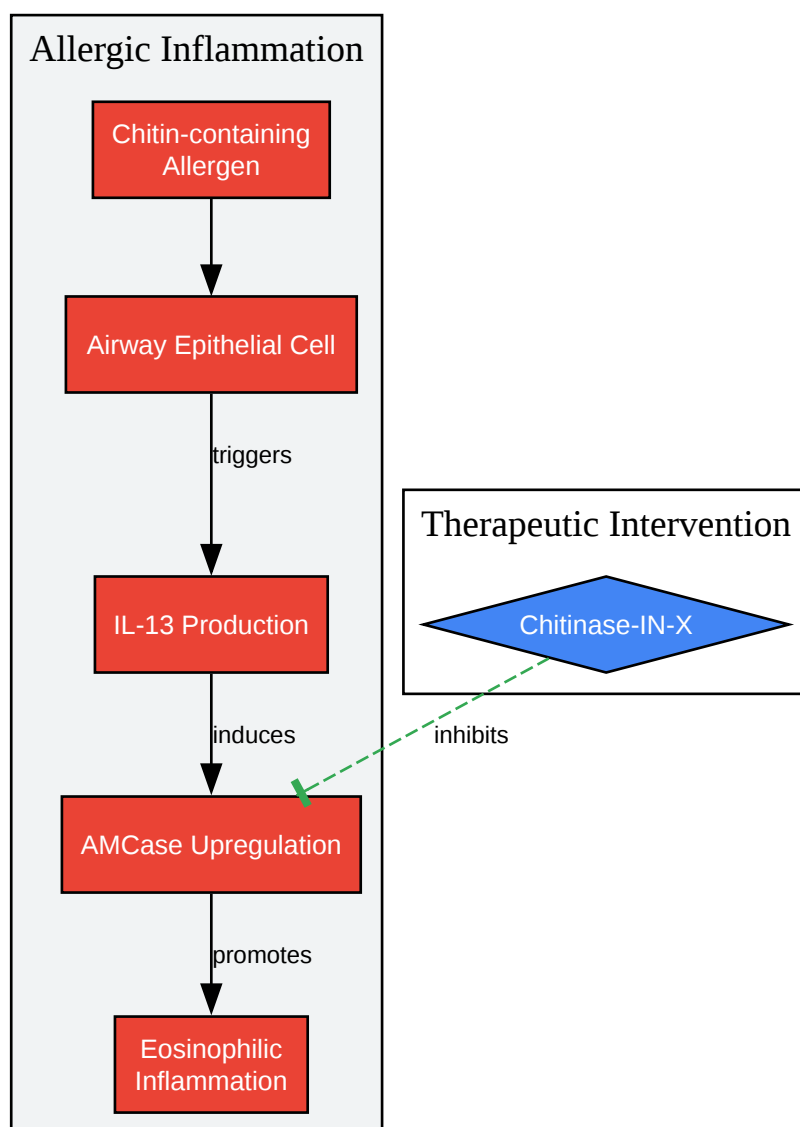 Allergic Inflammation
Chitin-containing
Allergen
Airway Epithelial Cell
triggers
IL-13 Production
induces
AMCase Upregulation
promotes
Eosinophilic
Inflammation
Therapeutic Intervention
Chitinase-IN-X
inhibits